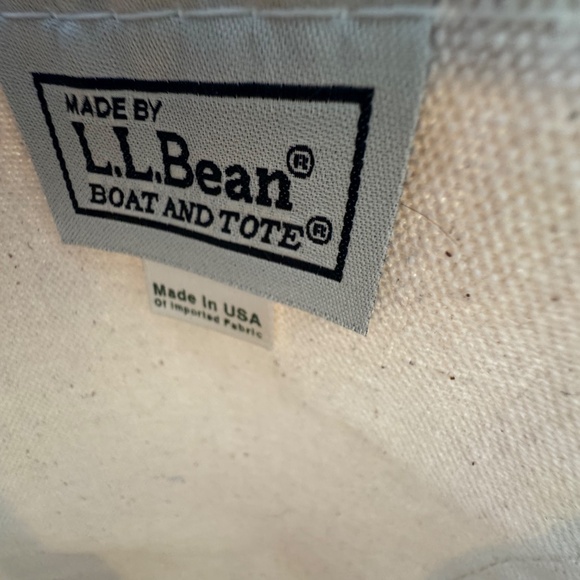 MADE BY
L.L.Bean®
BOAT AND TOTE®
Made in USA
Of Imported Fabric